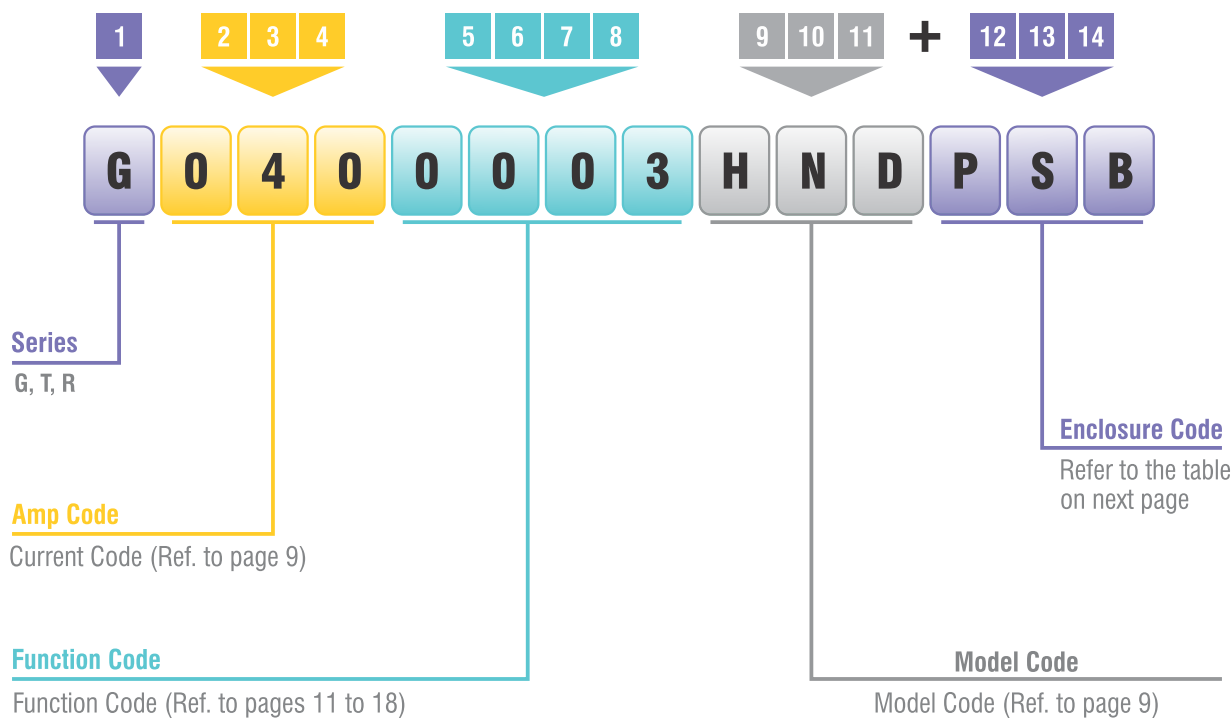 1 2 3 4 5 6 7 8 9 10 11 + 12 13 14
G 0 4 0 0 0 0 3 H N D P S B
Series
G, T, R
Enclosure Code
Refer to the table
on next page
Amp Code
Current Code (Ref. to page 9)
Function Code
Function Code (Ref. to pages 11 to 18)
Model Code
Model Code (Ref. to page 9)